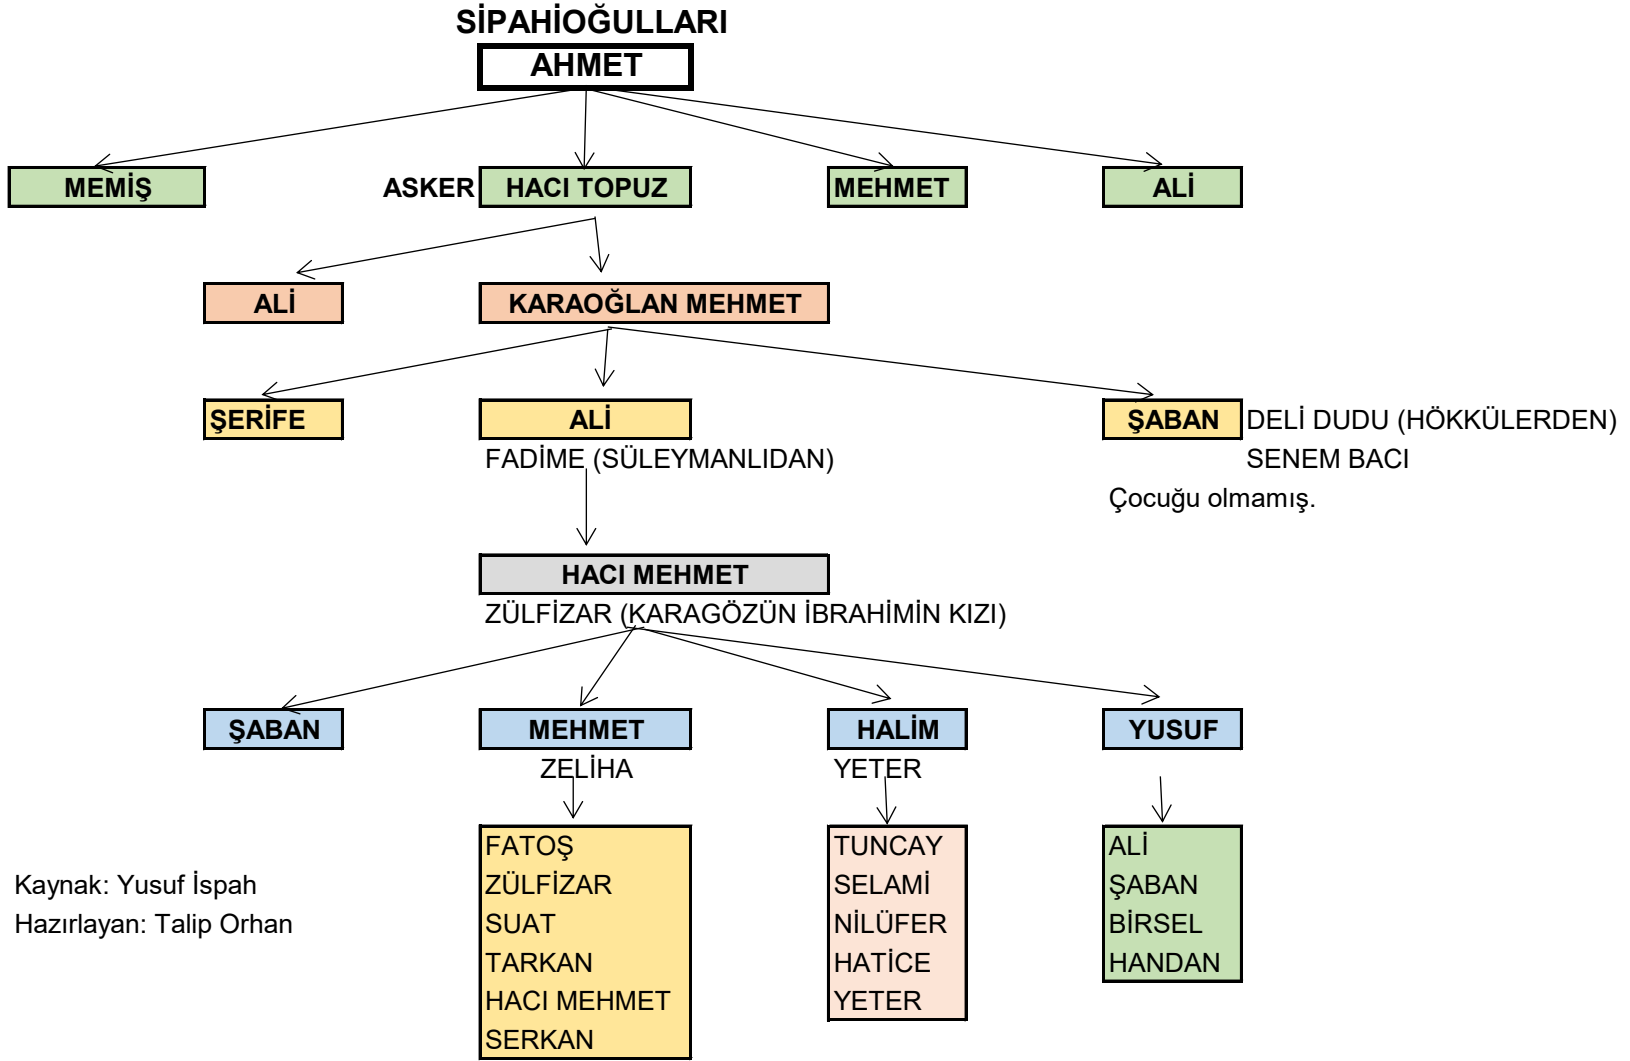 SİPAHİOĞULLARI
AHMET
MEMİŞ
ASKER
HACI TOPUZ
MEHMET
ALİ
ALİ
KARAOĞLAN MEHMET
ŞERİFE
ALİ
ŞABAN
DELİ DUDU (HÖKKÜLERDEN)
FADİME (SÜLEYMANLIDAN)
SENEM BACI
Çocuğu olmamış.
HACI MEHMET
ZÜLFİZAR (KARAGÖZÜN İBRAHİMİN KIZI)
ŞABAN
MEHMET
HALİM
YUSUF
ZELİHA
YETER
FATOŞ
ZÜLFİZAR
SUAT
TARKAN
HACI MEHMET
SERKAN
TUNCAY
SELAMİ
NİLÜFER
HATİCE
YETER
ALİ
ŞABAN
BİRSEL
HANDAN
Kaynak: Yusuf İspah
Hazırlayan: Talip Orhan